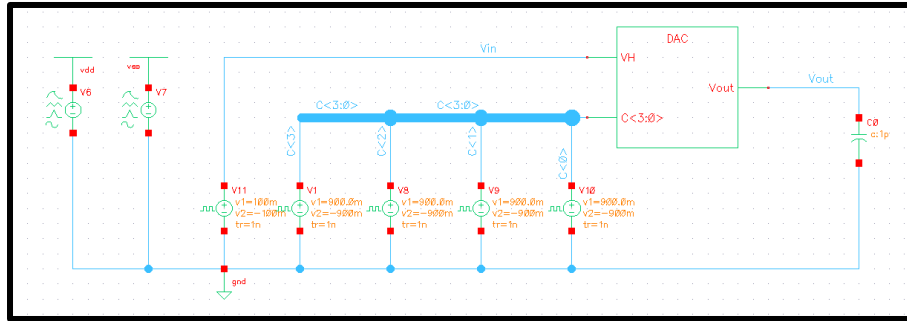 DAC
Vin
VH
vdd
vss
Vout
Vout
V6
V7
C<3:0>
C<3:0>
C<3:0>
C0
c:1p
C<3>
C<2>
C<1>
C<0>
V11
v1=100m
v2=-100m
tr=1n
V1
v1=900.0m
v2=-900m
tr=1n
V8
v1=900.0m
v2=-900m
tr=1n
V9
v1=900.0m
v2=-900m
tr=1n
V10
v1=900.0m
v2=-900m
tr=1n
gnd